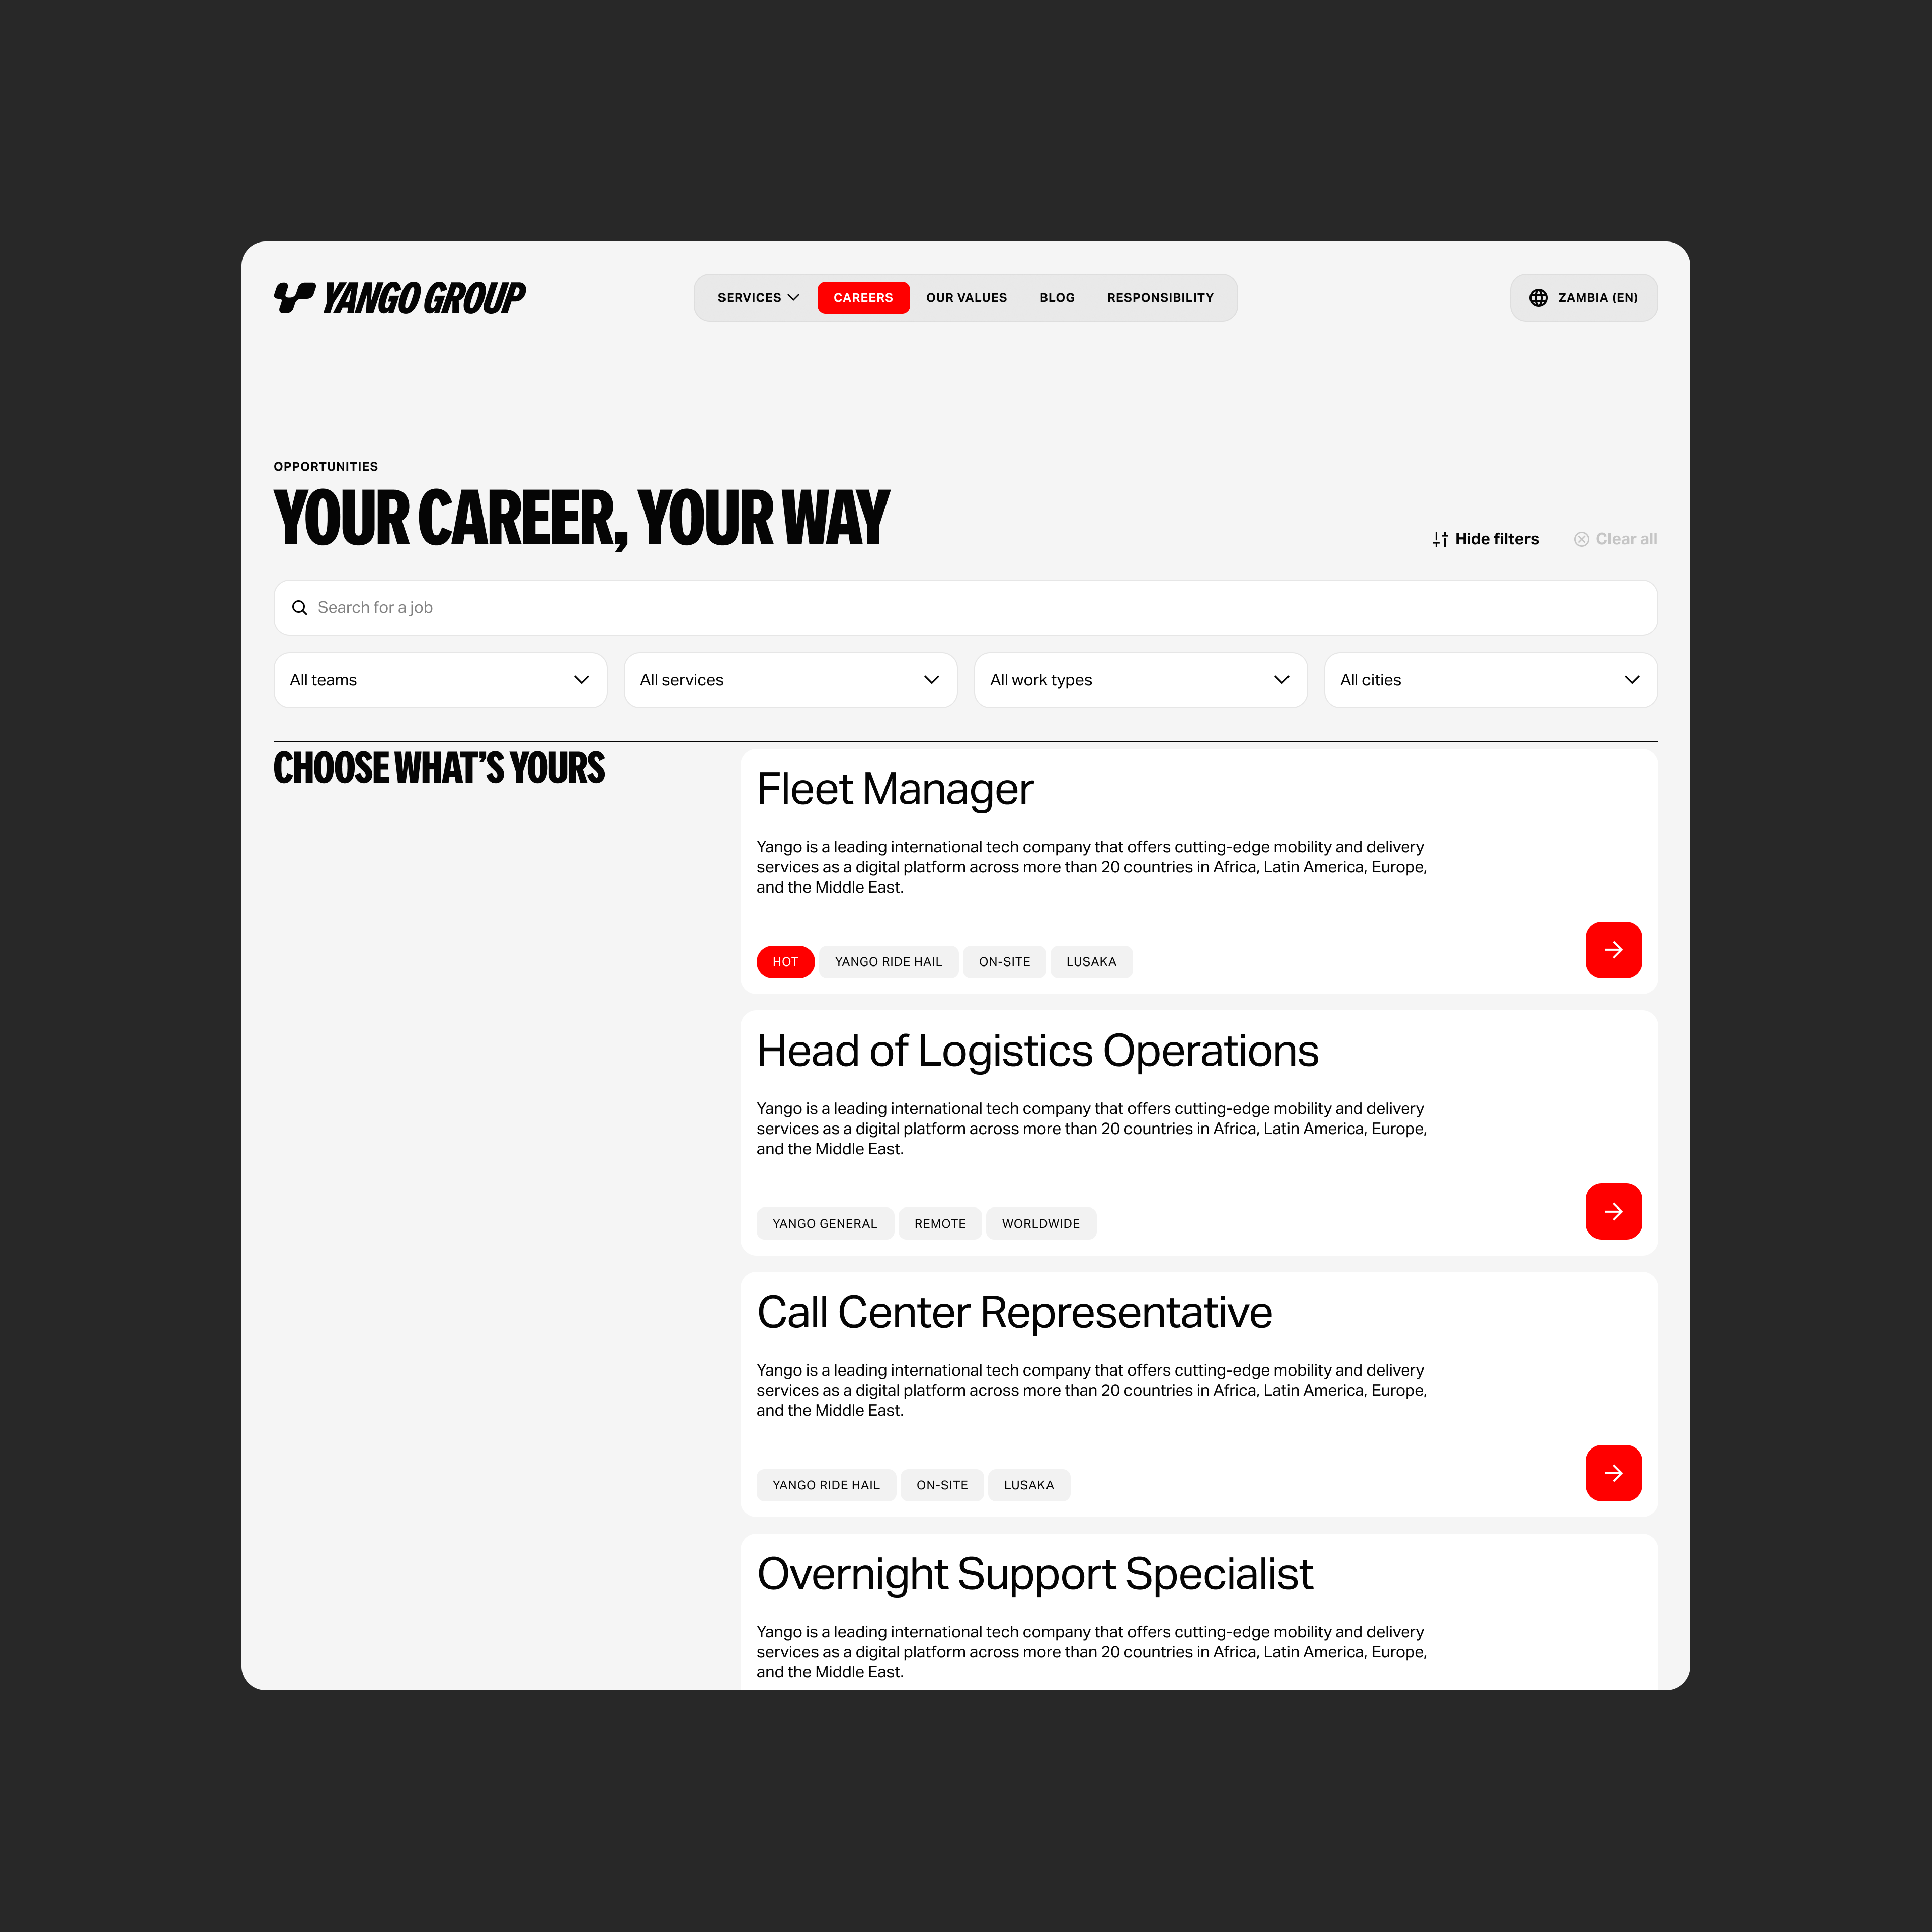 YANGO GROUP
SERVICES
CAREERS
OUR VALUES
BLOG
RESPONSIBILITY
ZAMBIA (EN)
OPPORTUNITIES
YOUR CAREER, YOUR WAY
Hide filters
Clear all
Search for a job
All teams
All services
All work types
All cities
CHOOSE WHAT’S YOURS
Fleet Manager
Yango is a leading international tech company that offers cutting-edge mobility and delivery
services as a digital platform across more than 20 countries in Africa, Latin America, Europe,
and the Middle East.
HOT
YANGO RIDE HAIL
ON-SITE
LUSAKA
Head of Logistics Operations
Yango is a leading international tech company that offers cutting-edge mobility and delivery
services as a digital platform across more than 20 countries in Africa, Latin America, Europe,
and the Middle East.
YANGO GENERAL
REMOTE
WORLDWIDE
Call Center Representative
Yango is a leading international tech company that offers cutting-edge mobility and delivery
services as a digital platform across more than 20 countries in Africa, Latin America, Europe,
and the Middle East.
YANGO RIDE HAIL
ON-SITE
LUSAKA
Overnight Support Specialist
Yango is a leading international tech company that offers cutting-edge mobility and delivery
services as a digital platform across more than 20 countries in Africa, Latin America, Europe,
and the Middle East.